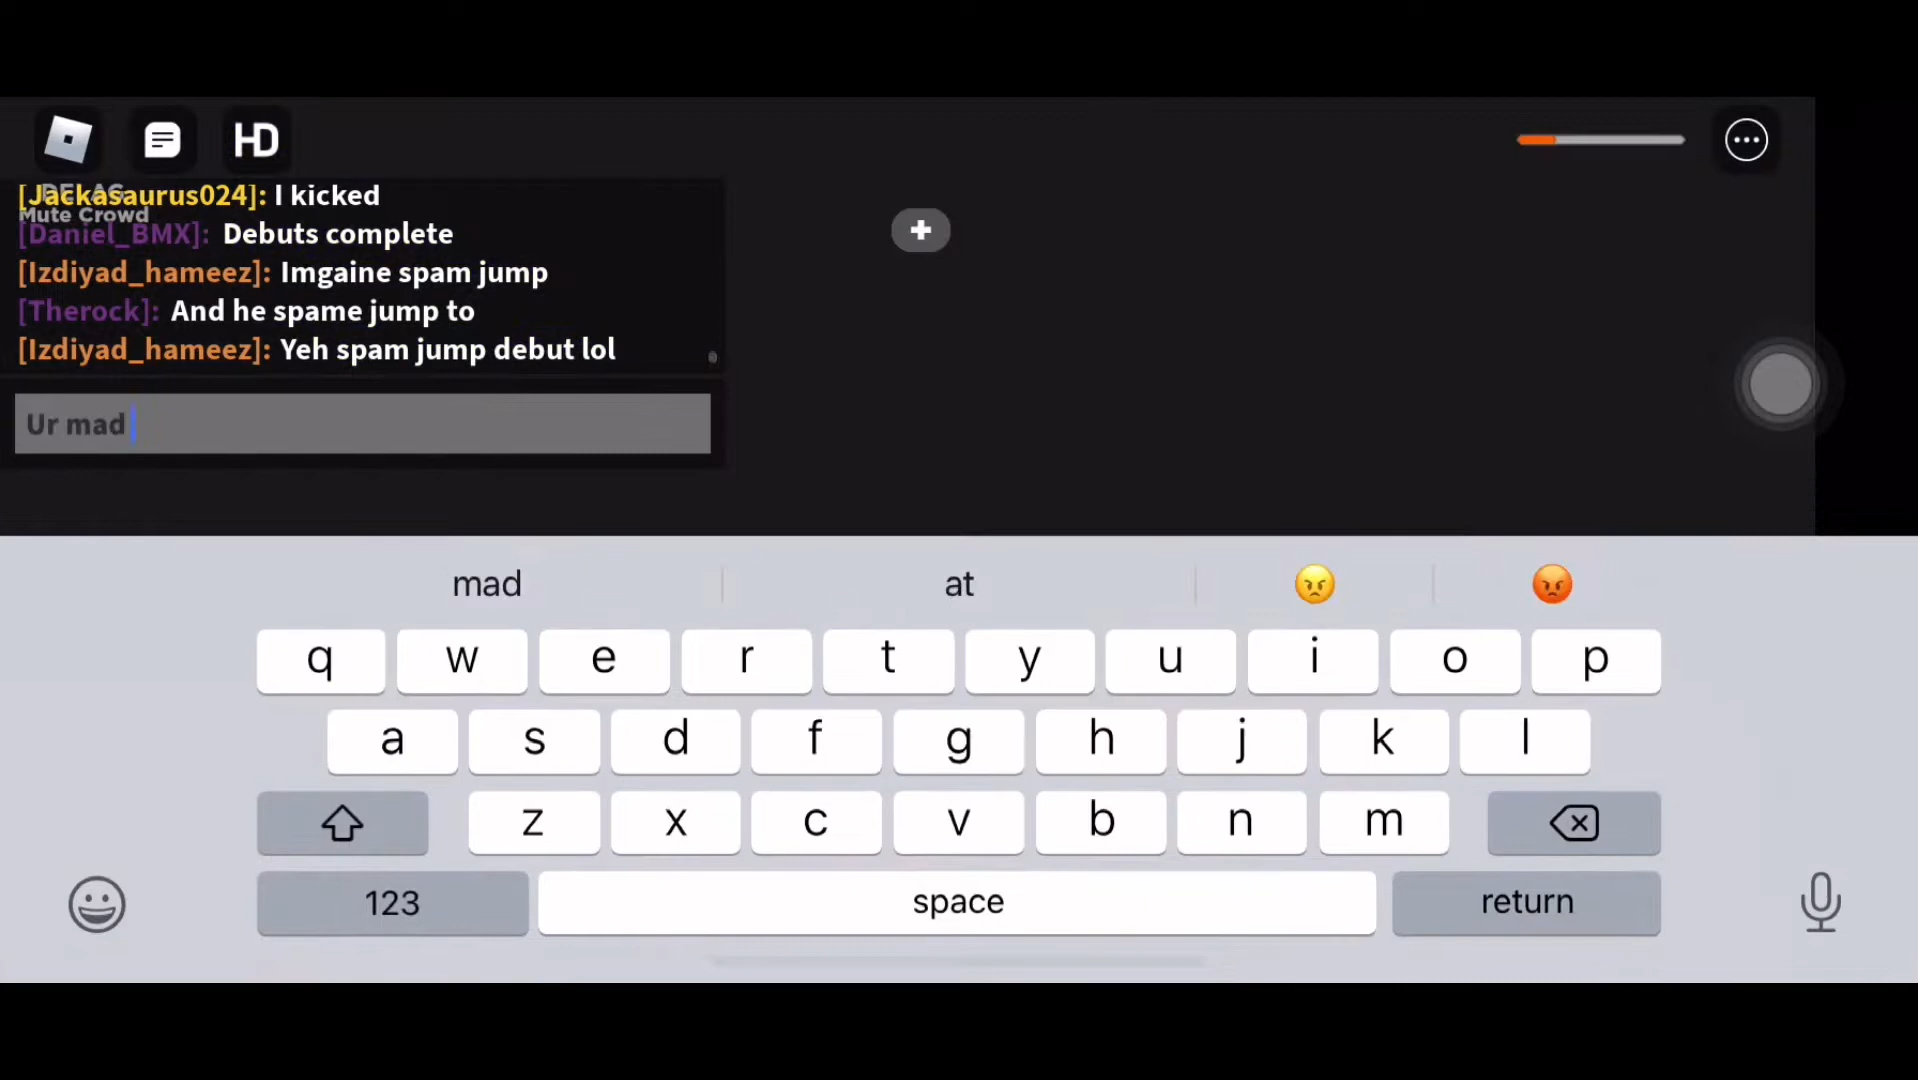 HD
[Jackasaurus024]: I kicked
Mute Crowd
[Daniel_BMX]: Debuts complete
[Izdiyad_hameez]: Imgaine spam jump
[Therock]: And he spame jump to
[Izdiyad_hameez]: Yeh spam jump debut lol
Ur mad
mad at 😠 😡
q w e r t y u i o p
a s d f g h j k l
z x c v b n m
123 space return